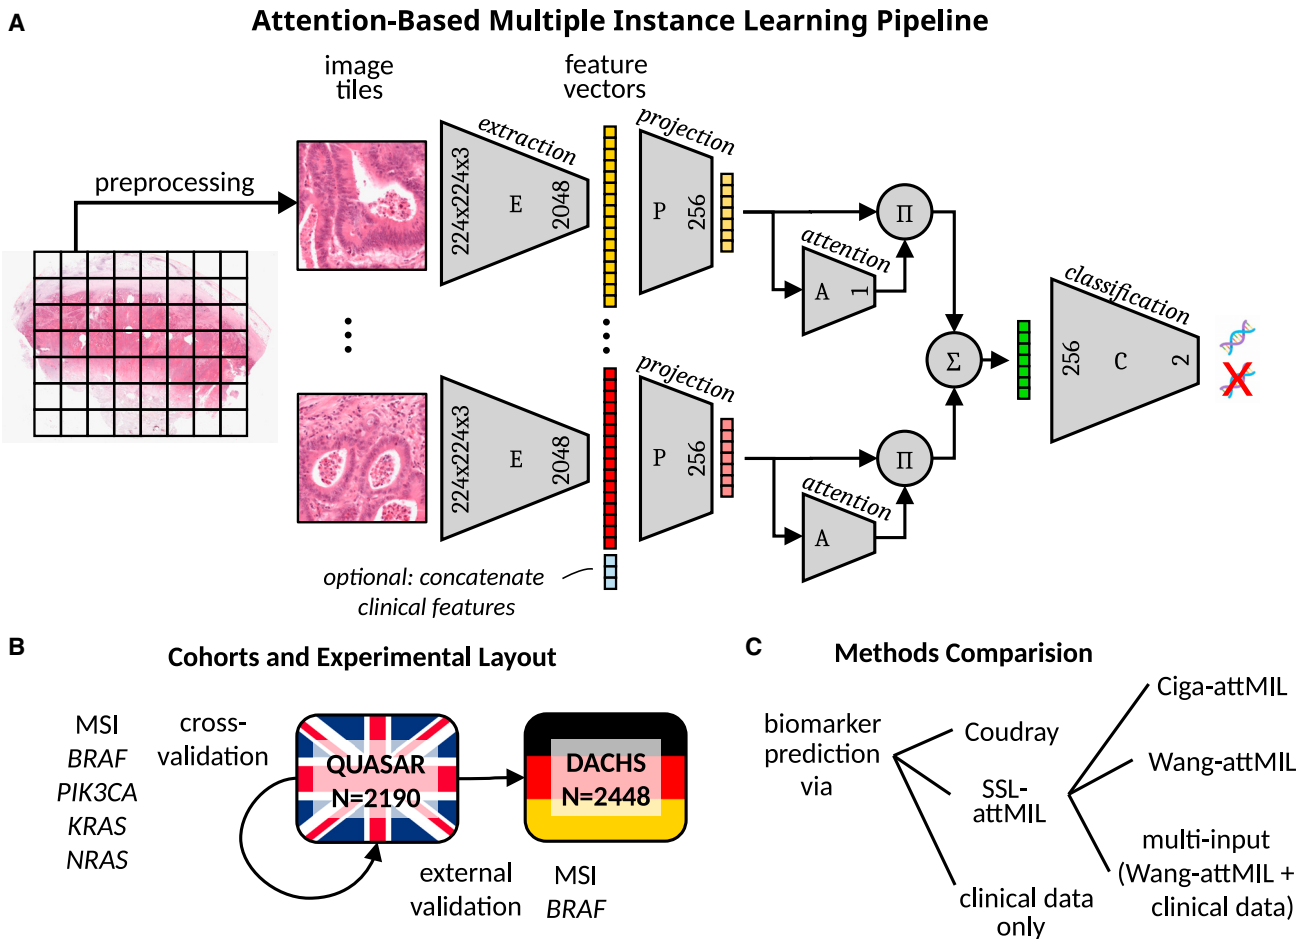 A
Attention-Based Multiple Instance Learning Pipeline
image
tiles
feature
vectors
preprocessing
extraction
224x224x3
E
2048
projection
P
256
attention
A
1
Π
Σ
classification
256
C
2
X
extraction
224x224x3
E
2048
projection
P
256
attention
A
Π
optional: concatenate
clinical features
B
Cohorts and Experimental Layout
MSI
BRAF
PIK3CA
KRAS
NRAS
cross-
validation
QUASAR
N=2190
DACHS
N=2448
external
validation
MSI
BRAF
C
Methods Comparision
biomarker
prediction
via
Coudray
SSL-
attMIL
clinical data
only
Ciga-attMIL
Wang-attMIL
multi-input
(Wang-attMIL +
clinical data)